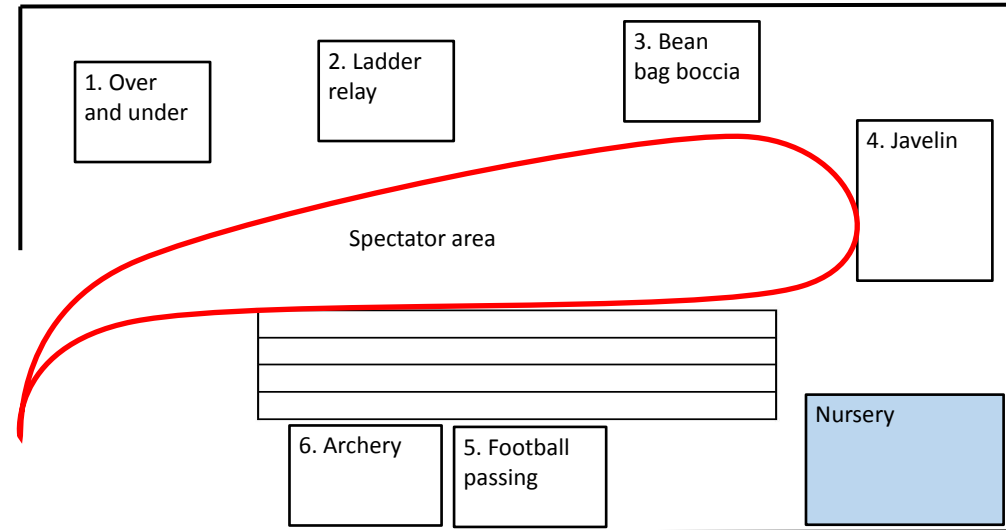 1. Over
and under
2. Ladder
relay
3. Bean
bag boccia
4. Javelin
Spectator area
6. Archery
5. Football
passing
Nursery